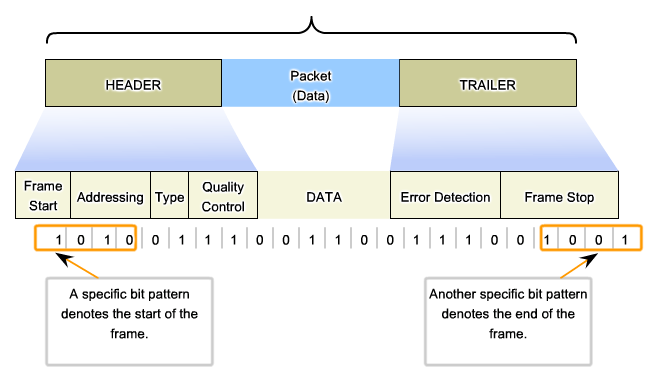 HEADER
Packet
(Data)
TRAILER
Frame
Start
Addressing
Type
Quality
Control
DATA
Error Detection
Frame Stop
1 0 1 0 0 1 1 1 0 0 1 1 0 0 1 1 1 0 0 1 0 0 1
A specific bit pattern
denotes the start of the
frame.
Another specific bit pattern
denotes the end of the
frame.